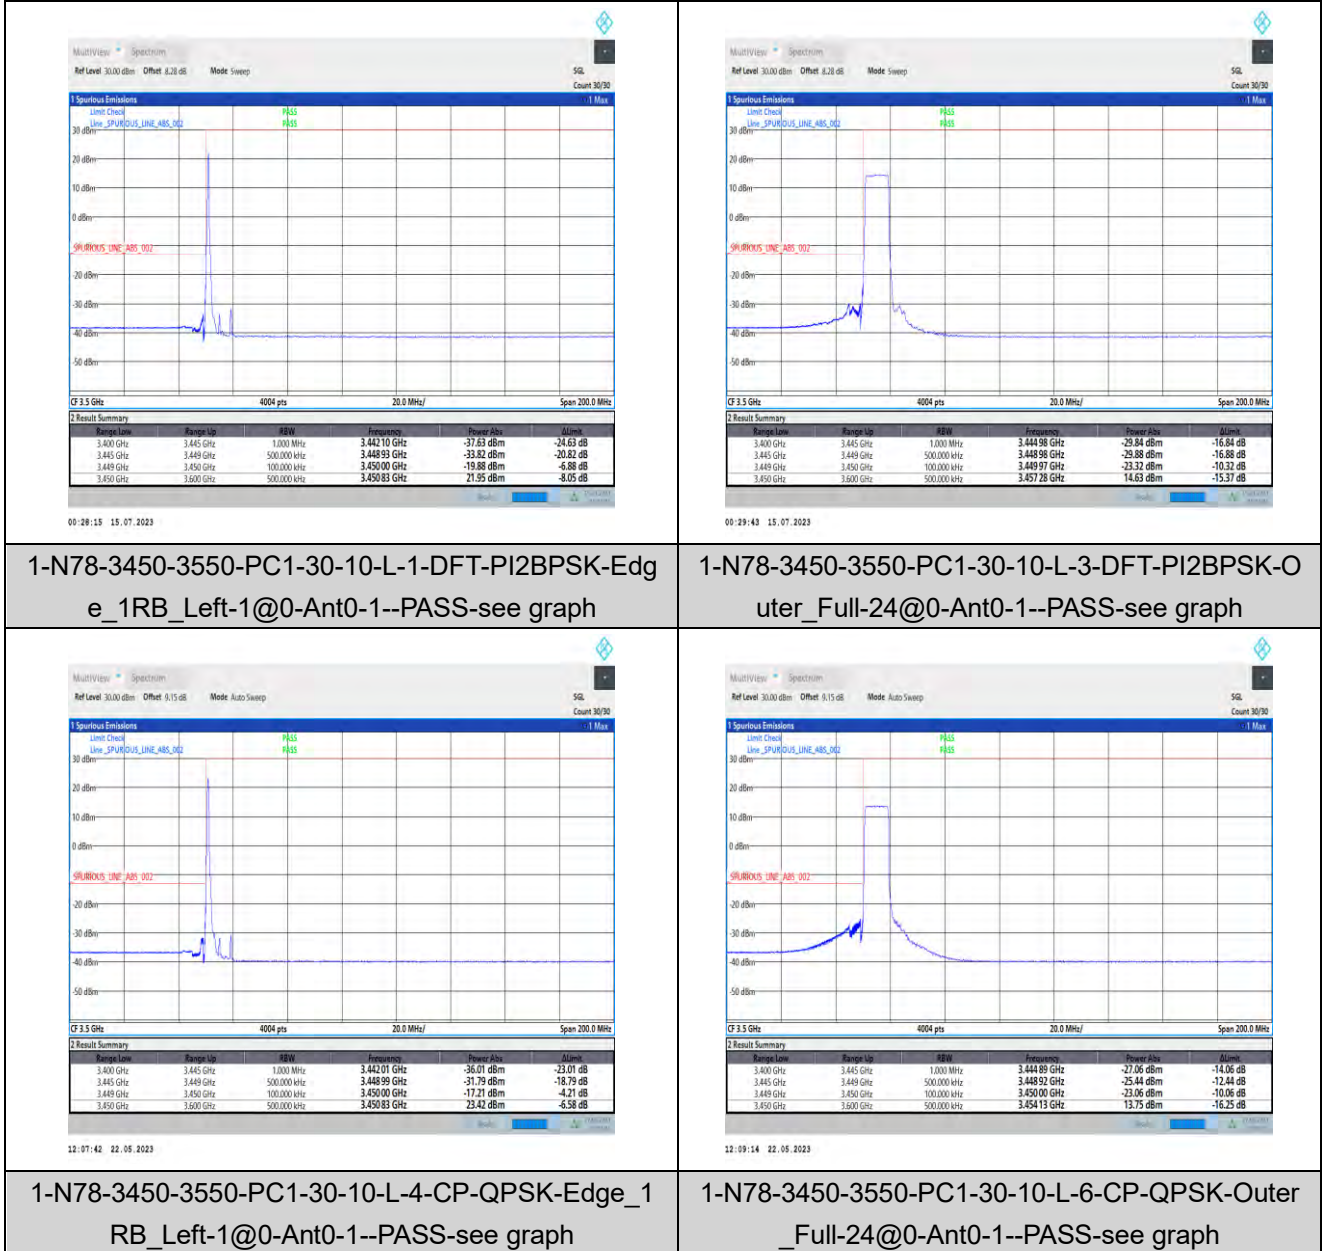 MultiView Spectrum
Ref Level 30.00 dBm Offset 8.28 dB Mode Sweep SGL
Count 30/30
1 Spurious Emissions 1 Max
Limit Check PASS
Line _SPURIOUS_LINE_ABS_002 PASS
30 dBm
20 dBm
10 dBm
0 dBm
SPURIOUS_LINE_ABS_002
-20 dBm
-30 dBm
-40 dBm
-50 dBm
CF 3.5 GHz 4004 pts 20.0 MHz/ Span 200.0 MHz
2 Result Summary
Range Low Range Up RBW Frequency Power Abs ΔLimit
3.400 GHz 3.445 GHz 1.000 MHz 3.442 10 GHz -37.63 dBm -24.63 dB
3.445 GHz 3.449 GHz 500.000 kHz 3.448 93 GHz -33.82 dBm -20.82 dB
3.449 GHz 3.450 GHz 100.000 kHz 3.450 00 GHz -19.88 dBm -6.88 dB
3.450 GHz 3.600 GHz 500.000 kHz 3.450 83 GHz 21.95 dBm -8.05 dB
00:28:15 15.07.2023
1-N78-3450-3550-PC1-30-10-L-1-DFT-PI2BPSK-Edg
e_1RB_Left-1@0-Ant0-1--PASS-see graph
MultiView Spectrum
Ref Level 30.00 dBm Offset 8.28 dB Mode Sweep SGL
Count 30/30
1 Spurious Emissions 1 Max
Limit Check PASS
Line _SPURIOUS_LINE_ABS_002 PASS
30 dBm
20 dBm
10 dBm
0 dBm
SPURIOUS_LINE_ABS_002
-20 dBm
-30 dBm
-40 dBm
-50 dBm
CF 3.5 GHz 4004 pts 20.0 MHz/ Span 200.0 MHz
2 Result Summary
Range Low Range Up RBW Frequency Power Abs ΔLimit
3.400 GHz 3.445 GHz 1.000 MHz 3.444 98 GHz -29.84 dBm -16.84 dB
3.445 GHz 3.449 GHz 500.000 kHz 3.448 98 GHz -29.88 dBm -16.88 dB
3.449 GHz 3.450 GHz 100.000 kHz 3.449 97 GHz -23.32 dBm -10.32 dB
3.450 GHz 3.600 GHz 500.000 kHz 3.457 28 GHz 14.63 dBm -15.37 dB
00:29:43 15.07.2023
1-N78-3450-3550-PC1-30-10-L-3-DFT-PI2BPSK-O
uter_Full-24@0-Ant0-1--PASS-see graph
MultiView Spectrum
Ref Level 30.00 dBm Offset 9.15 dB Mode Auto Sweep SGL
Count 30/30
1 Spurious Emissions 1 Max
Limit Check PASS
Line _SPURIOUS_LINE_ABS_002 PASS
30 dBm
20 dBm
10 dBm
0 dBm
SPURIOUS_LINE_ABS_002
-20 dBm
-30 dBm
-40 dBm
-50 dBm
CF 3.5 GHz 4004 pts 20.0 MHz/ Span 200.0 MHz
2 Result Summary
Range Low Range Up RBW Frequency Power Abs ΔLimit
3.400 GHz 3.445 GHz 1.000 MHz 3.442 01 GHz -36.01 dBm -23.01 dB
3.445 GHz 3.449 GHz 500.000 kHz 3.448 99 GHz -31.79 dBm -18.79 dB
3.449 GHz 3.450 GHz 100.000 kHz 3.450 00 GHz -17.21 dBm -4.21 dB
3.450 GHz 3.600 GHz 500.000 kHz 3.450 83 GHz 23.42 dBm -6.58 dB
12:07:42 22.05.2023
1-N78-3450-3550-PC1-30-10-L-4-CP-QPSK-Edge_1
RB_Left-1@0-Ant0-1--PASS-see graph
MultiView Spectrum
Ref Level 30.00 dBm Offset 9.15 dB Mode Auto Sweep SGL
Count 30/30
1 Spurious Emissions 1 Max
Limit Check PASS
Line _SPURIOUS_LINE_ABS_002 PASS
30 dBm
20 dBm
10 dBm
0 dBm
SPURIOUS_LINE_ABS_002
-20 dBm
-30 dBm
-40 dBm
-50 dBm
CF 3.5 GHz 4004 pts 20.0 MHz/ Span 200.0 MHz
2 Result Summary
Range Low Range Up RBW Frequency Power Abs ΔLimit
3.400 GHz 3.445 GHz 1.000 MHz 3.444 89 GHz -27.06 dBm -14.06 dB
3.445 GHz 3.449 GHz 500.000 kHz 3.448 92 GHz -25.44 dBm -12.44 dB
3.449 GHz 3.450 GHz 100.000 kHz 3.450 00 GHz -23.06 dBm -10.06 dB
3.450 GHz 3.600 GHz 500.000 kHz 3.454 13 GHz 13.75 dBm -16.25 dB
12:09:14 22.05.2023
1-N78-3450-3550-PC1-30-10-L-6-CP-QPSK-Outer
_Full-24@0-Ant0-1--PASS-see graph